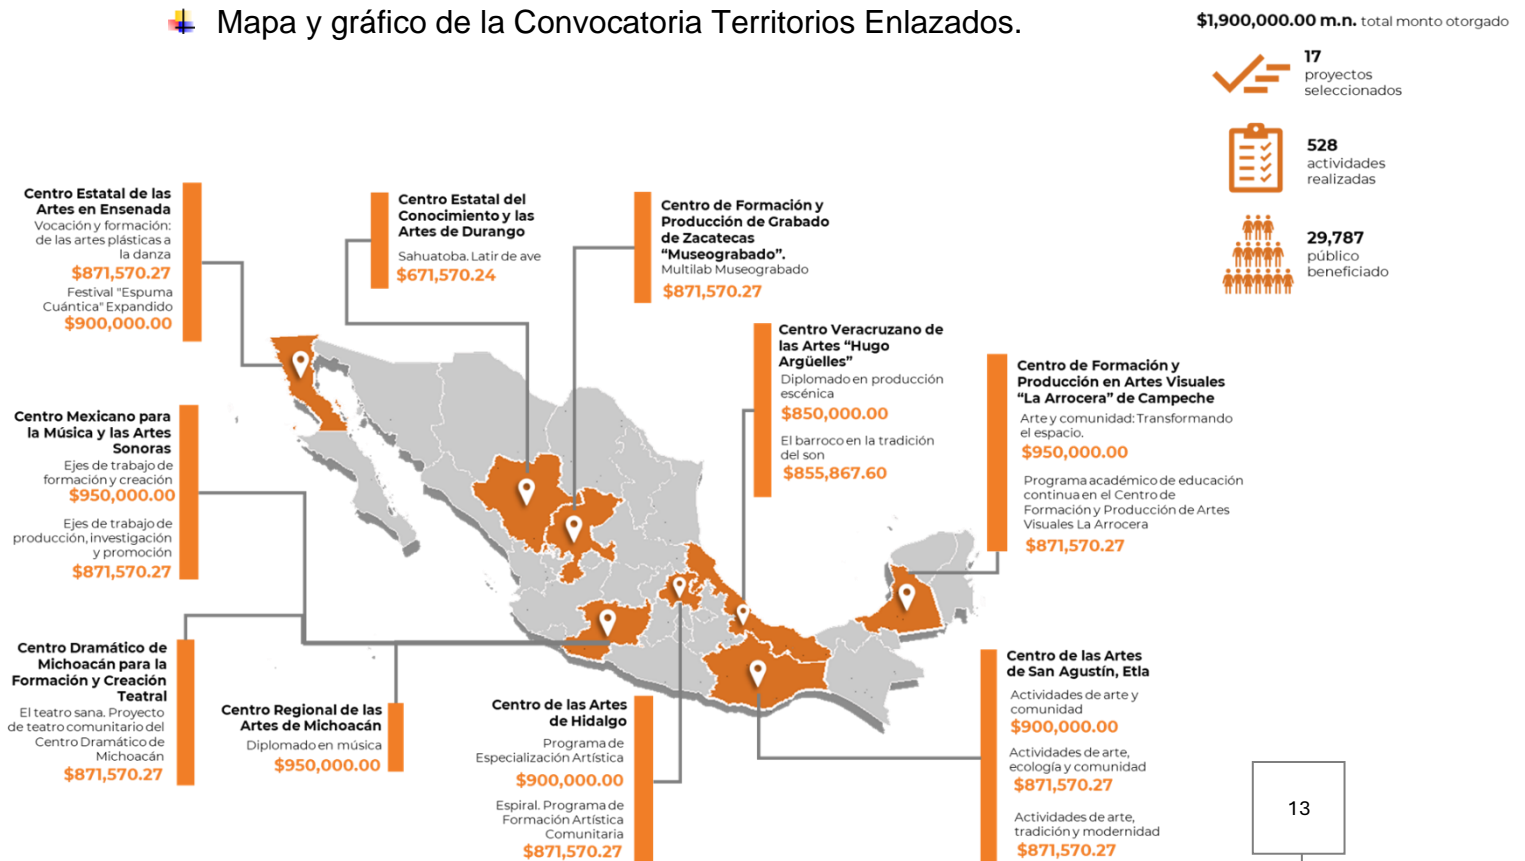 Mapa y gráfico de la Convocatoria Territorios Enlazados.
$1,900,000.00 m.n. total monto otorgado
17
proyectos
seleccionados
528
actividades
realizadas
29,787
público
beneficiado
Centro Estatal de las
Artes en Ensenada
Vocación y formación:
de las artes plásticas a
la danza
$871,570.27
Festival "Espuma
Cuántica" Expandido
$900,000.00
Centro Estatal del
Conocimiento y las
Artes de Durango
Sahuatoba. Latir de ave
$671,570.24
Centro de Formación y
Producción de Grabado
de Zacatecas
“Museograbado”.
Multilab Museograbado
$871,570.27
Centro Veracruzano de
las Artes “Hugo
Argüelles”
Diplomado en producción
escénica
$850,000.00
El barroco en la tradición
del son
$855,867.60
Centro de Formación y
Producción en Artes Visuales
“La Arrocera” de Campeche
Arte y comunidad: Transformando
el espacio.
$950,000.00
Programa académico de educación
continua en el Centro de
Formación y Producción de Artes
Visuales La Arrocera
$871,570.27
Centro Mexicano para
la Música y las Artes
Sonoras
Ejes de trabajo de
formación y creación
$950,000.00
Ejes de trabajo de
producción, investigación
y promoción
$871,570.27
Centro Dramático de
Michoacán para la
Formación y Creación
Teatral
El teatro sana. Proyecto
de teatro comunitario del
Centro Dramático de
Michoacán
$871,570.27
Centro Regional de las
Artes de Michoacán
Diplomado en música
$950,000.00
Centro de las Artes
de Hidalgo
Programa de
Especialización Artística
$900,000.00
Espiral. Programa de
Formación Artística
Comunitaria
$871,570.27
Centro de las Artes
de San Agustín, Etla
Actividades de arte y
comunidad
$900,000.00
Actividades de arte,
ecología y comunidad
$871,570.27
Actividades de arte,
tradición y modernidad
$871,570.27
13